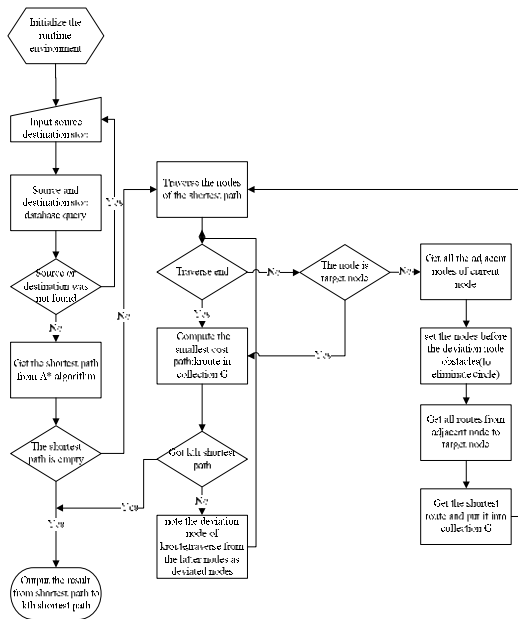 Initialize the
runtime
environment
Input source
destination stop
Source and
destination stop
database query
Yes
Source or
destination was
not found
No
Get the shortest
path
from A* algorithm
No
The shortest
path is empty
Yes
Output the result
from shortest path to
kth shortest path
Traverse the nodes
of the shortest path
Traverse end
No
Yes
Compute the
smallest cost
path:kroute in
collection G
Got kth shortest
path
Yes
No
note the deviation
node of
kroute traverse from
the latter nodes as
deviated nodes
The node is
target node
No
Yes
Get all the adjacent
nodes of current
node
set the nodes before
the deviation node
obstacles(to
eliminate circle)
Get all routes from
adjacent node to
target node
Get the shortest
route and put it into
collection G